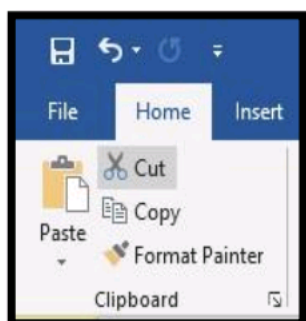 File Home Insert
Cut
Copy
Paste
Format Painter
Clipboard